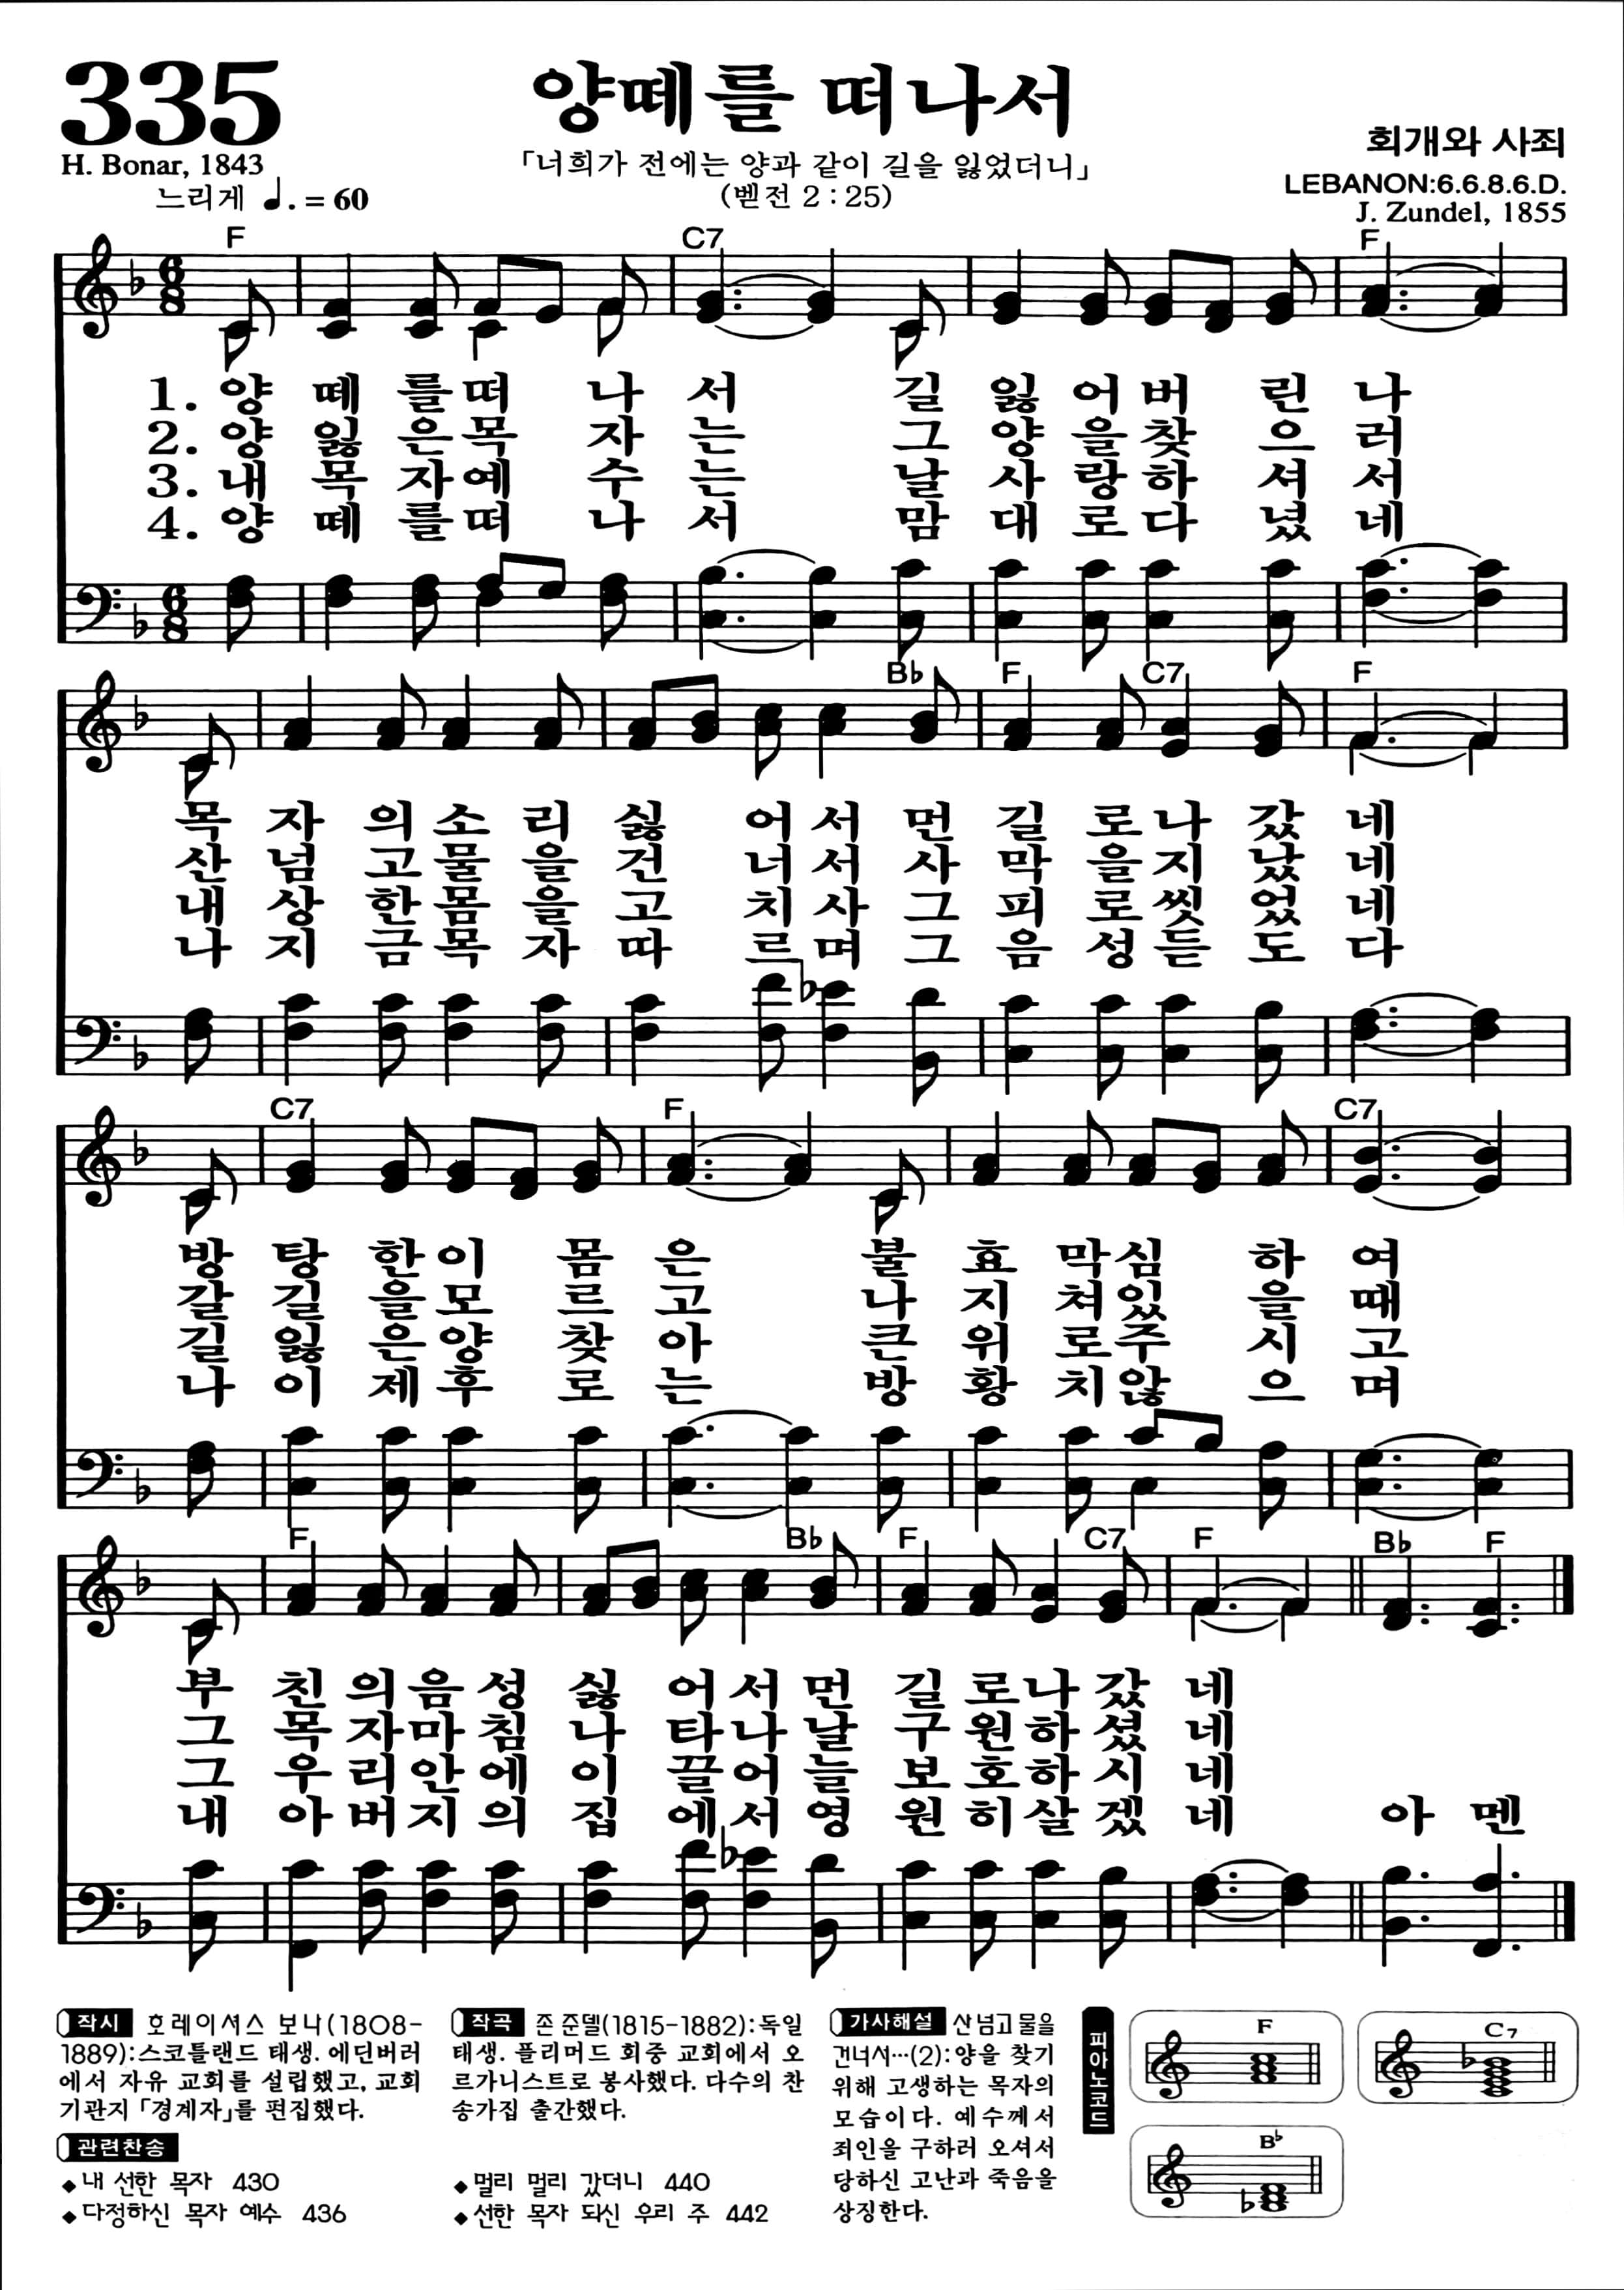 335
양떼를 떠나서
「너희가 전에는 양과 같이 길을 잃었더니」
(벧전 2 : 25)
H. Bonar, 1843
느리게 ♩. = 60
회개와 사죄
LEBANON:6.6.8.6.D.
J. Zundel, 1855
F C7 F
1. 양 떼 를 떠 나 서 길 잃 어 버 린 나
2. 양 잃 은 목 자 는 그 양 을 찾 으 러
3. 내 목 자 예 수 는 날 사 랑 하 셔 서
4. 양 떼 를 떠 나 서 맘 대 로 다 녔 네
B♭ F C7 F
목 자 의 소 리 싫 어 서 먼 길 로 나 갔 네
산 넘 고 물 을 건 너 서 사 막 을 지 났 네
내 상 한 몸 을 고 치 사 그 피 로 씻 었 네
나 지 금 목 자 따 르 며 그 음 성 듣 도 다
C7 F C7
방 탕 한 이 몸 은 불 효 막 심 하 여
갈 길 을 모 르 고 나 지 쳐 있 을 때
길 잃 은 양 찾 아 큰 위 로 주 시 고
나 이 제 후 로 는 방 황 치 않 으 며
F B♭ F C7 F B♭ F
부 친 의 음 성 싫 어 서 먼 길 로 나 갔 네
그 목 자 마 침 나 타 나 날 구 원 하 셨 네
그 우 리 안 에 이 끌 어 늘 보 호 하 시 네
내 아 버 지 의 집 에 서 영 원 히 살 겠 네 아 멘
작시 호레이셔스 보나(1808-
1889):스코틀랜드 태생. 에딘버러
에서 자유 교회를 설립했고, 교회
기관지 「경계자」를 편집했다.
작곡 존 준델(1815-1882):독일
태생. 플리머드 회중 교회에서 오
르가니스트로 봉사했다. 다수의 찬
송가집 출간했다.
관련찬송
◆내 선한 목자 430
◆다정하신 목자 예수 436
◆멀리 멀리 갔더니 440
◆선한 목자 되신 우리 주 442
가사해설 산넘고 물을
건너서…(2):양을 찾기
위해 고생하는 목자의
모습이다. 예수께서
죄인을 구하러 오셔서
당하신 고난과 죽음을
상징한다.
피아노코드
F
C7
B♭